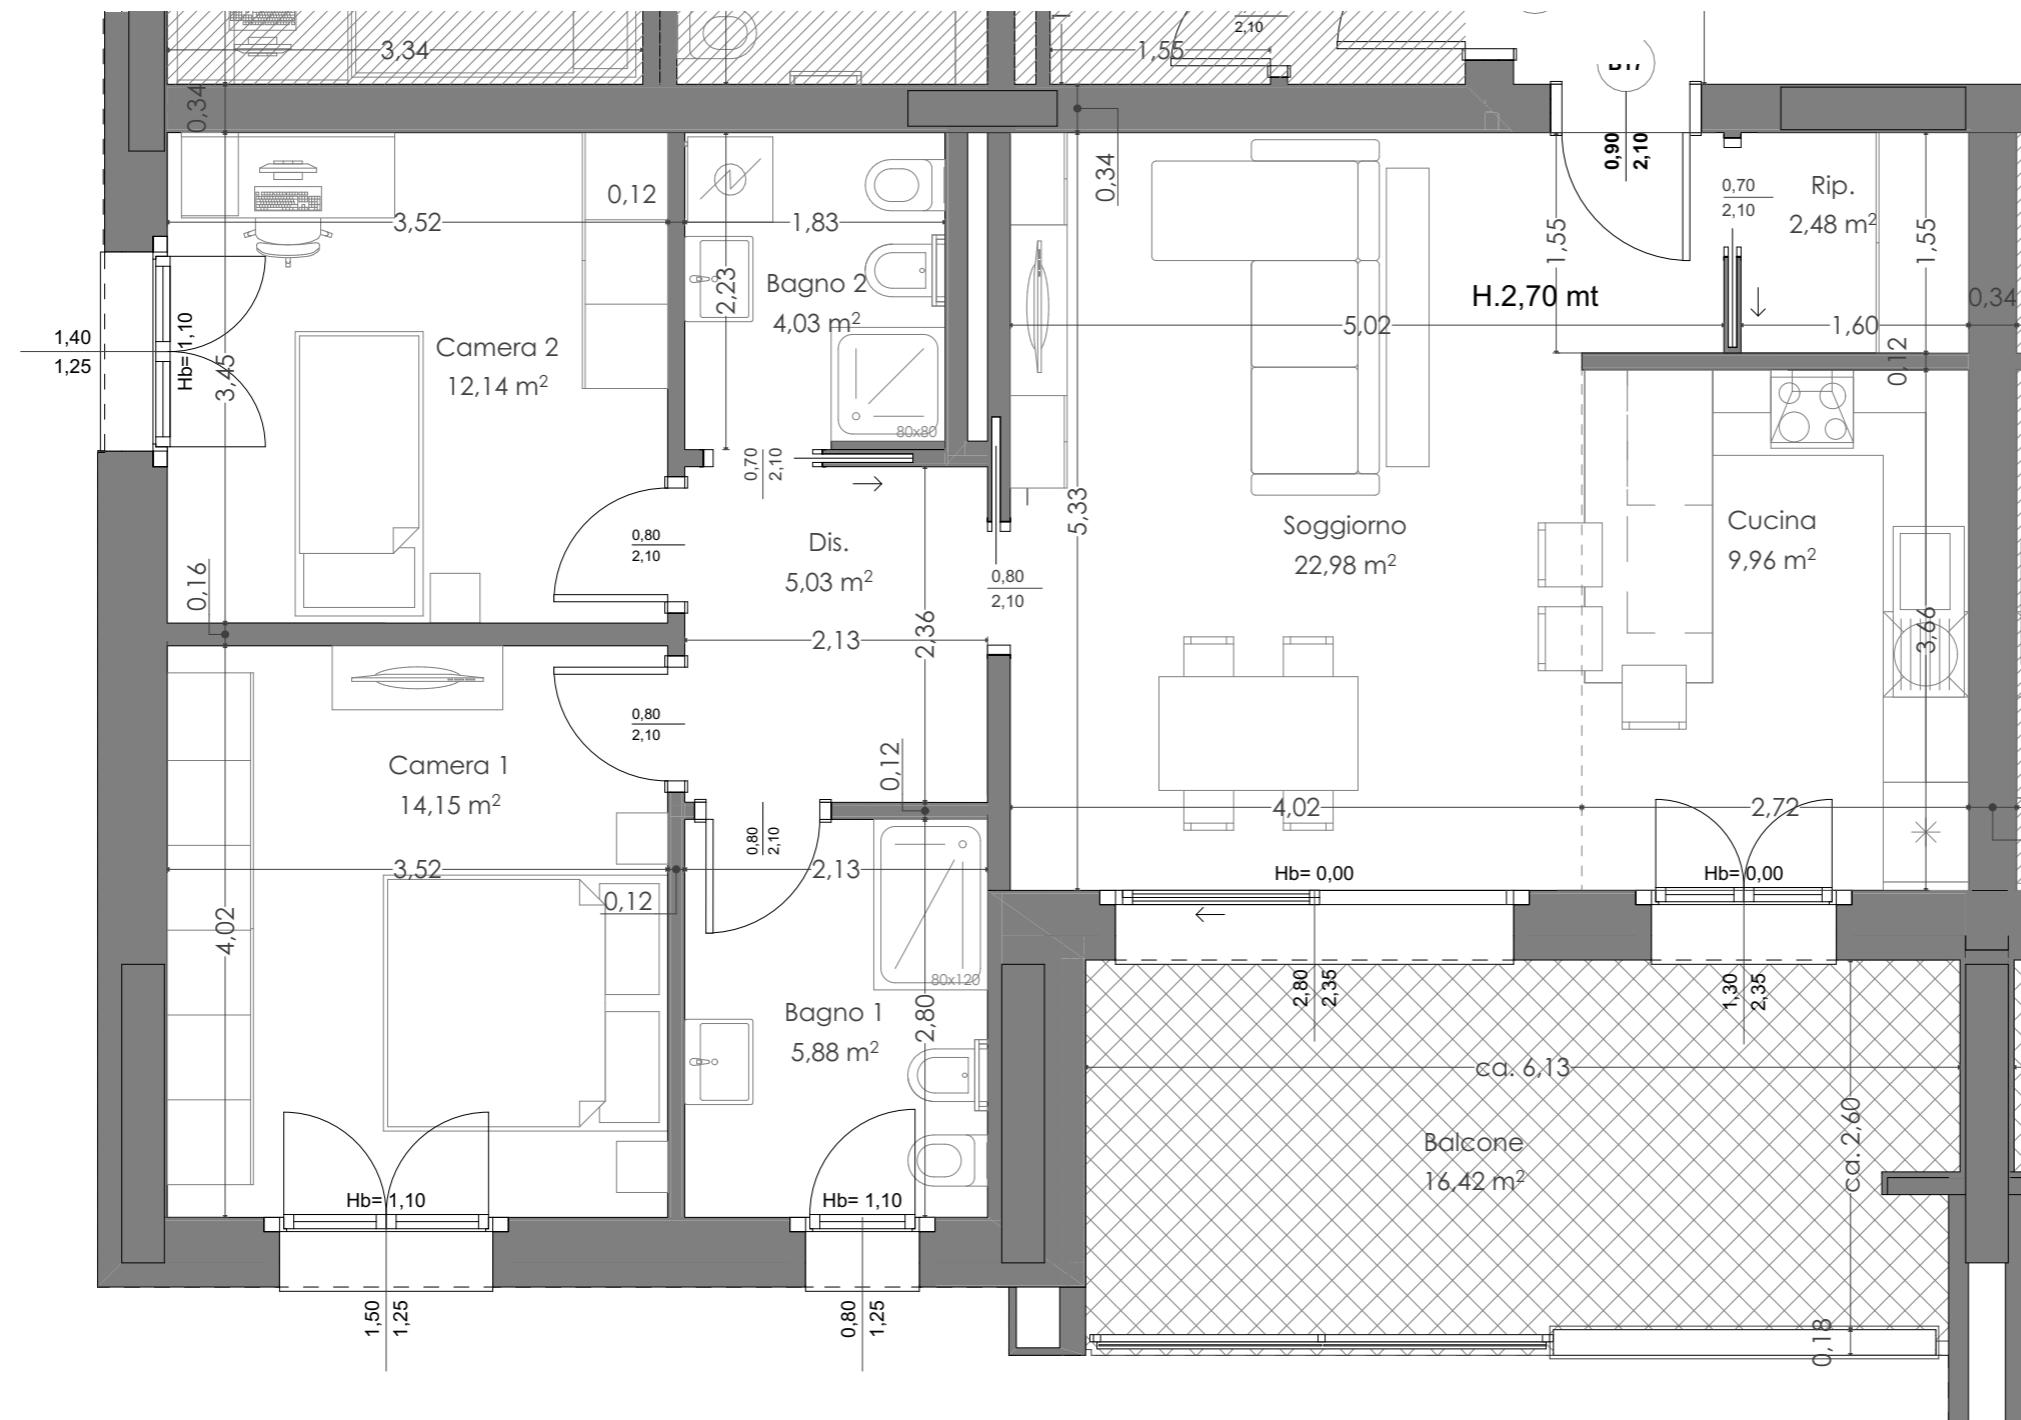 3,34
2,10
1,55
0,34
0,34
0,90
2,10
0,70
2,10
Rip.
2,48 m²
0,12
3,52
1,83
1,55
1,55
2,23
Bagno 2
4,03 m²
H.2,70 mt
0,34
5,02
1,60
1,40
1,25
Hb= 1,10
3,45
Camera 2
12,14 m²
0,12
80x80
0,70
2,10
5,33
Soggiorno
22,98 m²
Cucina
9,96 m²
0,80
2,10
Dis.
5,03 m²
0,80
2,10
0,16
2,13
2,36
3,66
0,80
2,10
Camera 1
14,15 m²
0,12
4,02
2,72
0,80
2,10
3,52
2,13
Hb= 0,00
Hb= 0,00
0,12
4,02
80x120
2,80
2,35
1,30
2,35
Bagno 1
5,88 m²
2,80
ca. 6,13
ca. 2,60
Balcone
16,42 m²
Hb= 1,10
Hb= 1,10
1,50
1,25
0,80
1,25
0,18